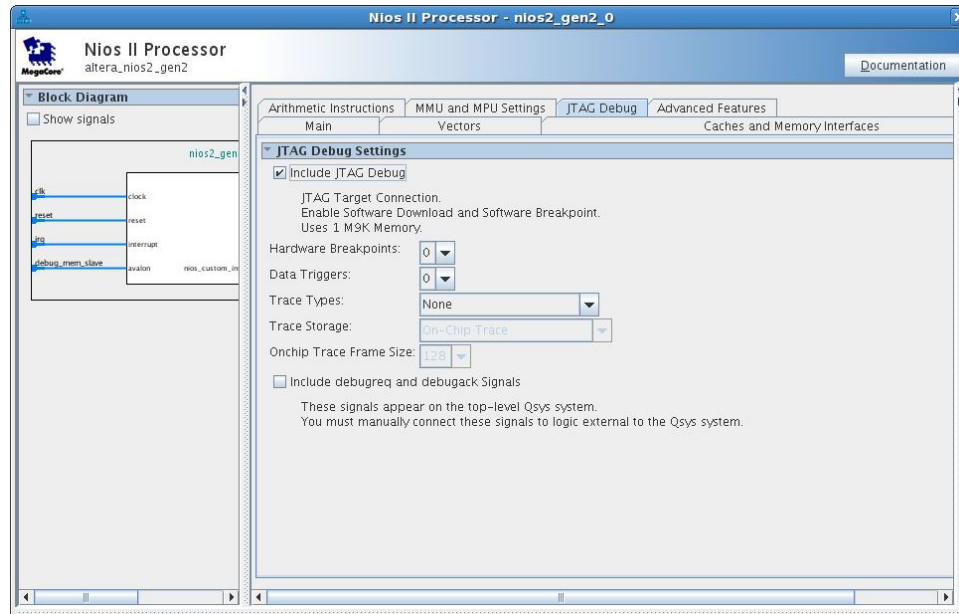 Nios II Processor - nios2_gen2_0
MegaCore'
Nios II Processor
altera_nios2_gen2
Documentation
Block Diagram
Show signals
nios2_gen
clk
reset
irq
debug_mem_slave
clock
reset
interrupt
avalon
nios_custom_in
Arithmetic Instructions
MMU and MPU Settings
JTAG Debug
Advanced Features
Main
Vectors
Caches and Memory Interfaces
JTAG Debug Settings
Include JTAG Debug
JTAG Target Connection.
Enable Software Download and Software Breakpoint.
Uses 1 M9K Memory.
Hardware Breakpoints: 0
Data Triggers: 0
Trace Types: None
Trace Storage: On-Chip Trace
Onchip Trace Frame Size: 128
Include debugreq and debugack Signals
These signals appear on the top-level Qsys system.
You must manually connect these signals to logic external to the Qsys system.